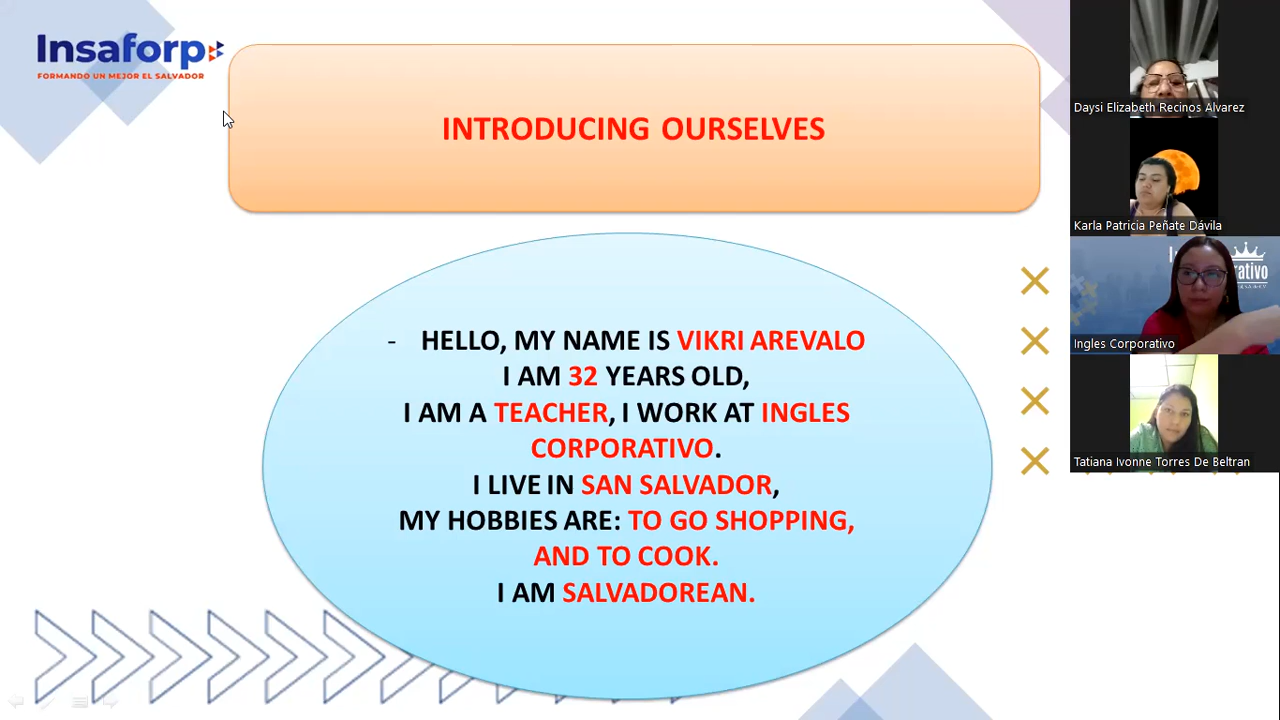 Insaforp
FORMANDO UN MEJOR EL SALVADOR
INTRODUCING OURSELVES
- HELLO, MY NAME IS VIKRI AREVALO
I AM 32 YEARS OLD,
I AM A TEACHER, I WORK AT INGLES
CORPORATIVO.
I LIVE IN SAN SALVADOR,
MY HOBBIES ARE: TO GO SHOPPING,
AND TO COOK.
I AM SALVADOREAN.
Daysi Elizabeth Recinos Alvarez
Karla Patricia Peñate Dávila
Ingles Corporativo
Tatiana Ivonne Torres De Beltran